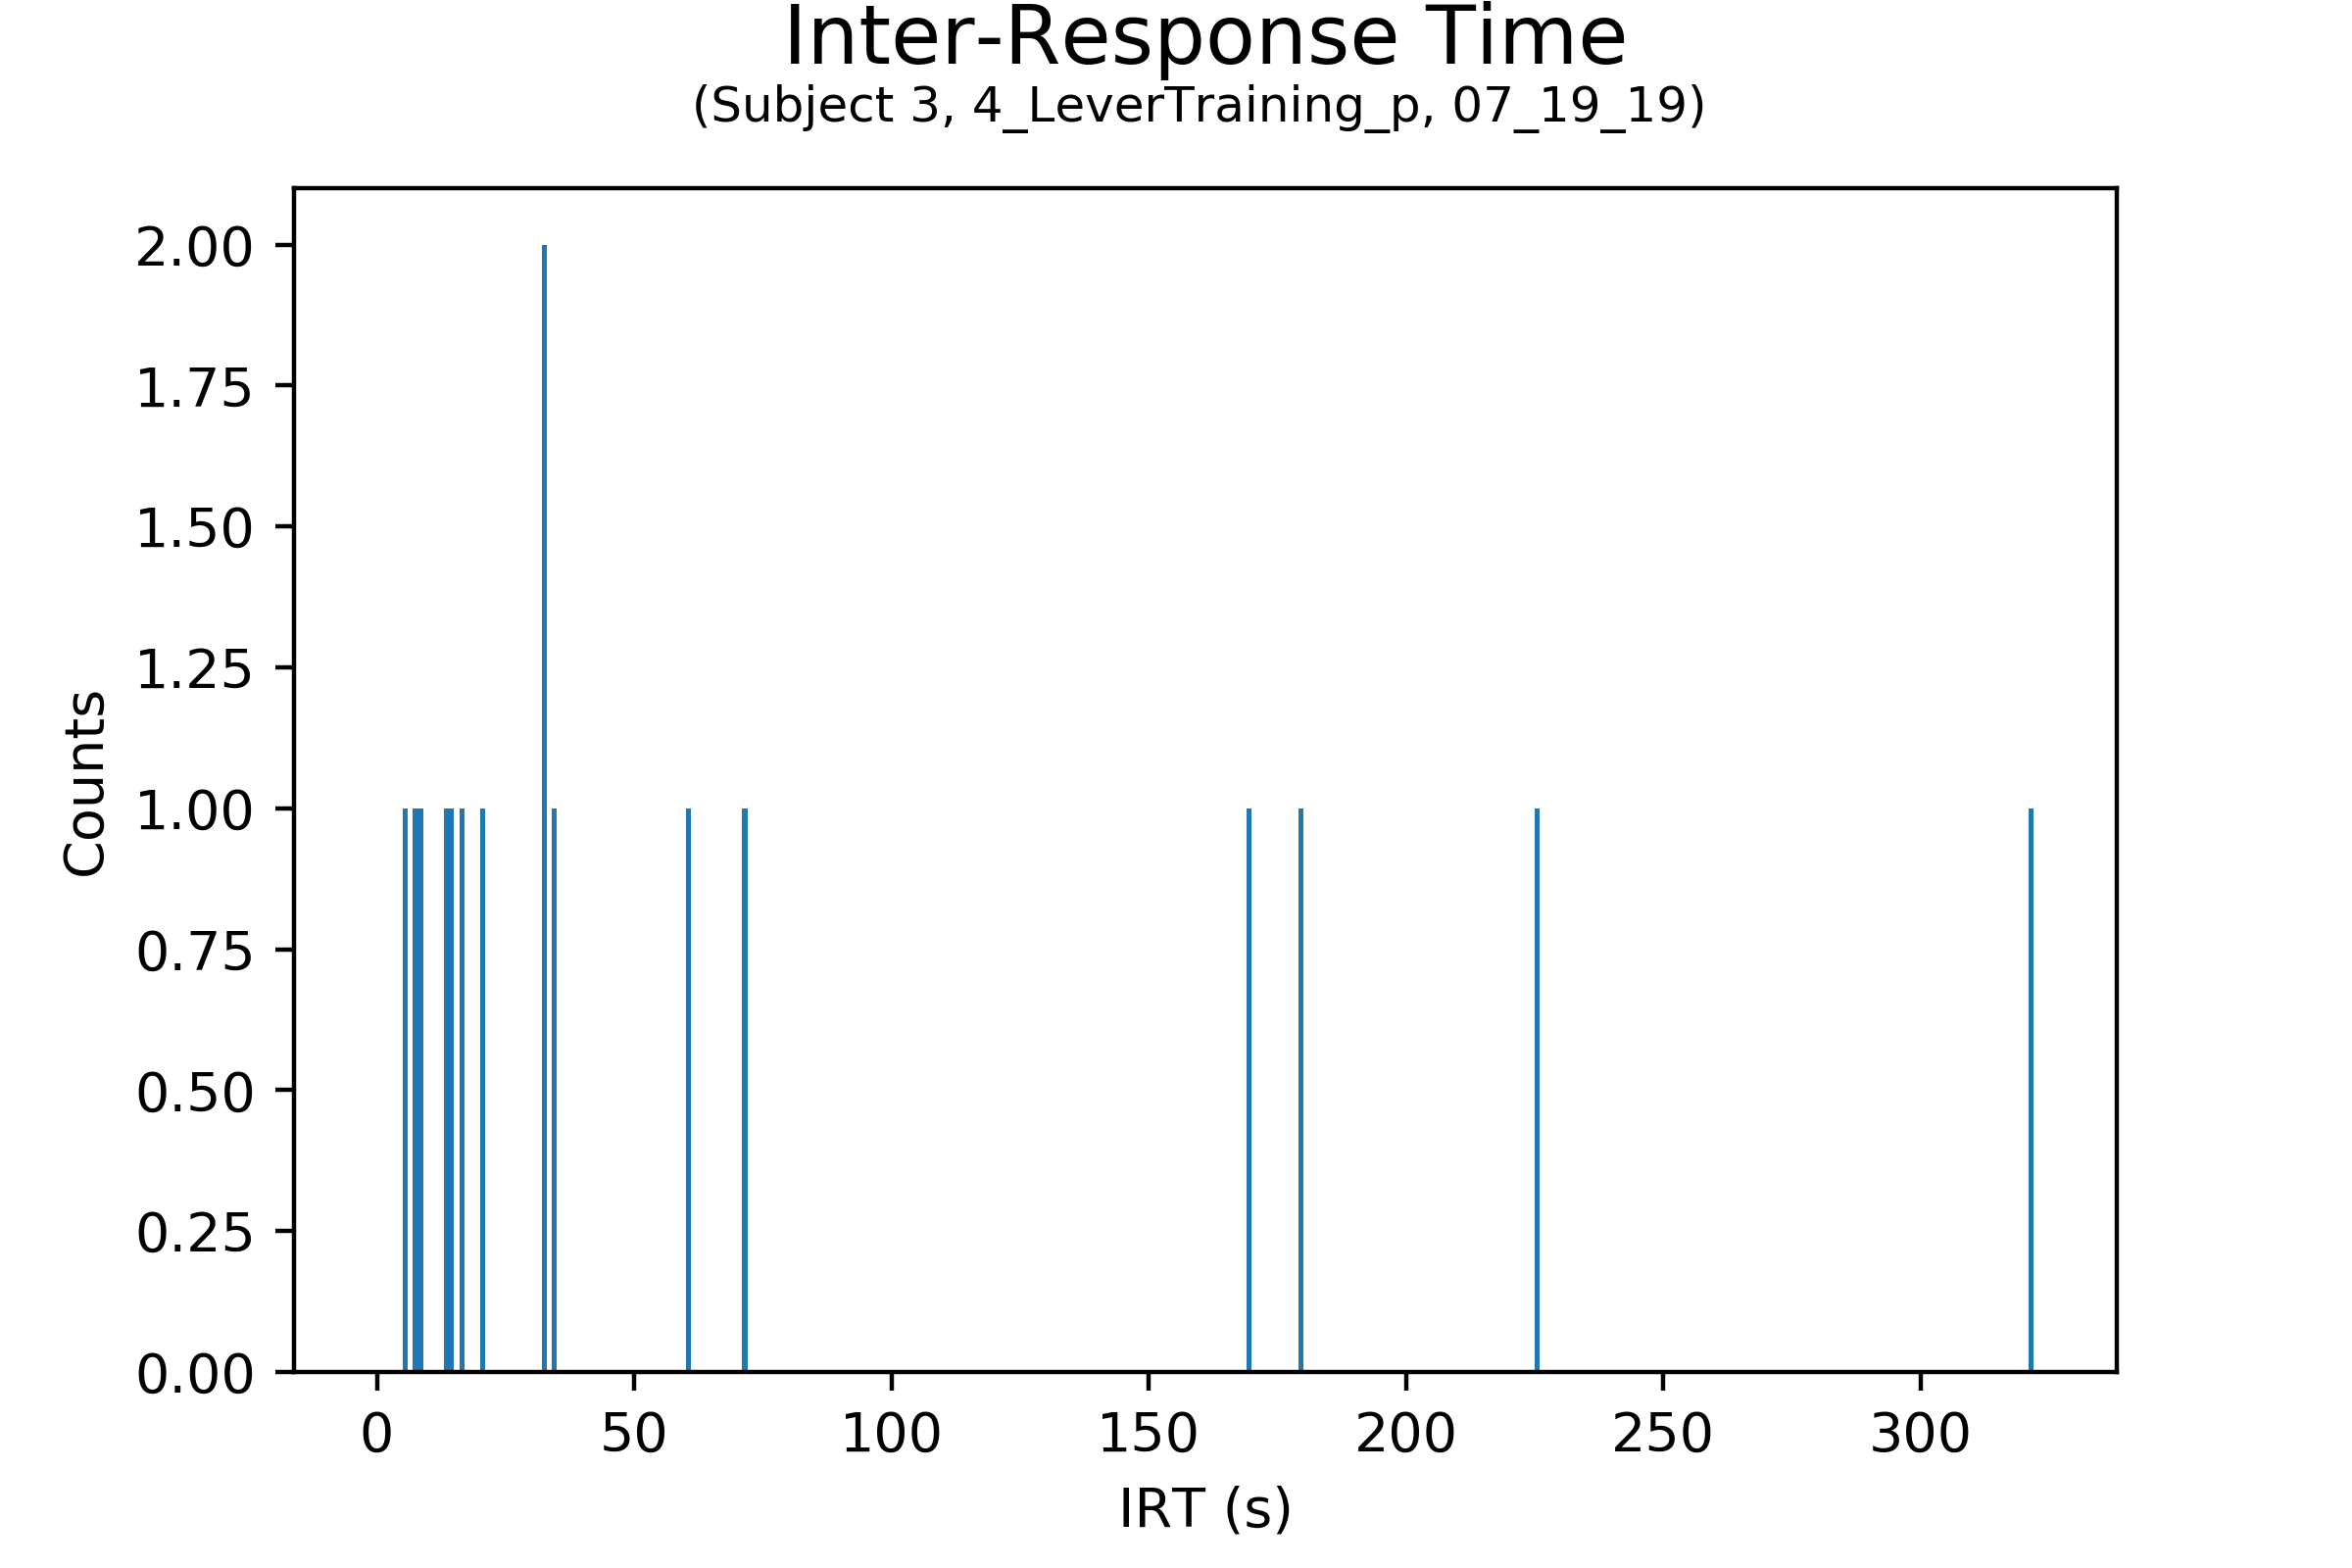 Inter-Response Time
(Subject 3, 4_LeverTraining_p, 07_19_19)
2.00
1.75
1.50
1.25
1.00
0.75
0.50
0.25
0.00
Counts
0 50 100 150 200 250 300
IRT (s)